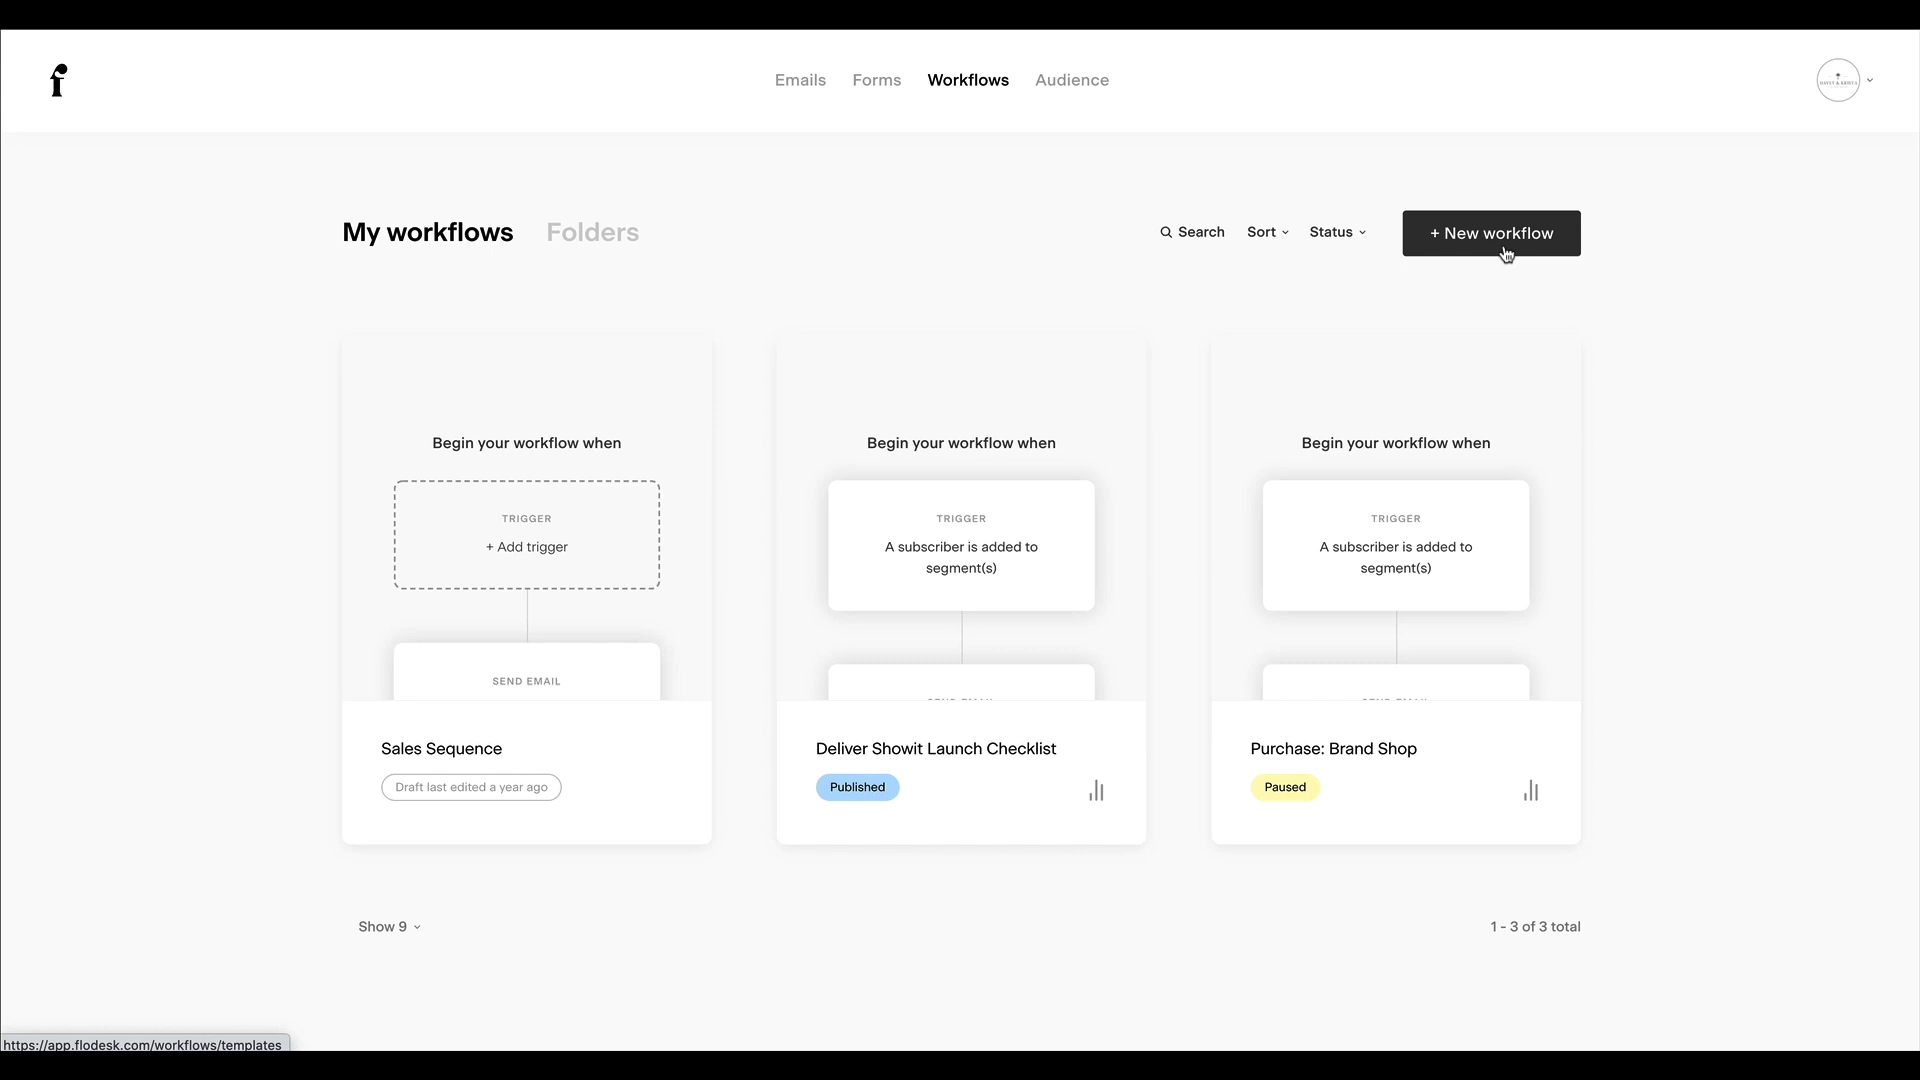 f
Emails Forms Workflows Audience
My workflows Folders
Search Sort Status + New workflow
Begin your workflow when
TRIGGER
+ Add trigger
SEND EMAIL
Sales Sequence
Draft last edited a year ago
Begin your workflow when
TRIGGER
A subscriber is added to
segment(s)
Deliver Showit Launch Checklist
Published
Begin your workflow when
TRIGGER
A subscriber is added to
segment(s)
Purchase: Brand Shop
Paused
Show 9
1 - 3 of 3 total
https://app.flodesk.com/workflows/templates